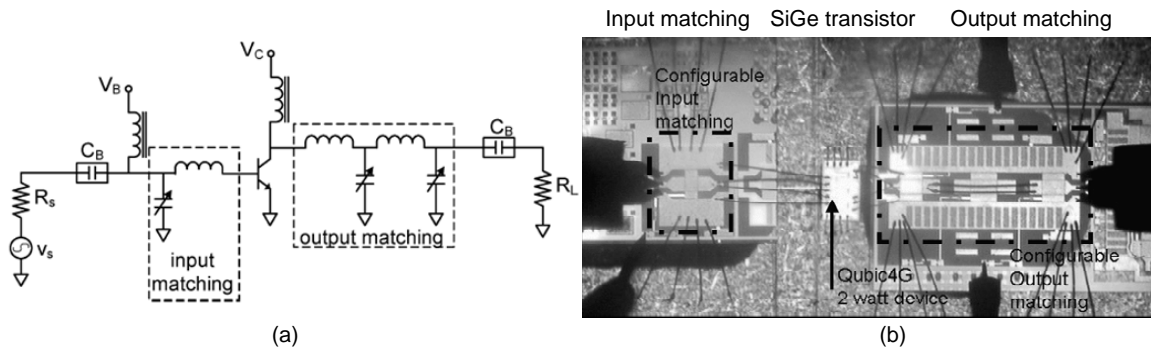 Input matching SiGe transistor Output matching
V_C
V_B
C_B
C_B
R_s
R_L
v_s
input
matching
output matching
Configurable
Input
matching
Qubic4G
2 watt device
Configurable
Output
matching
(a)
(b)